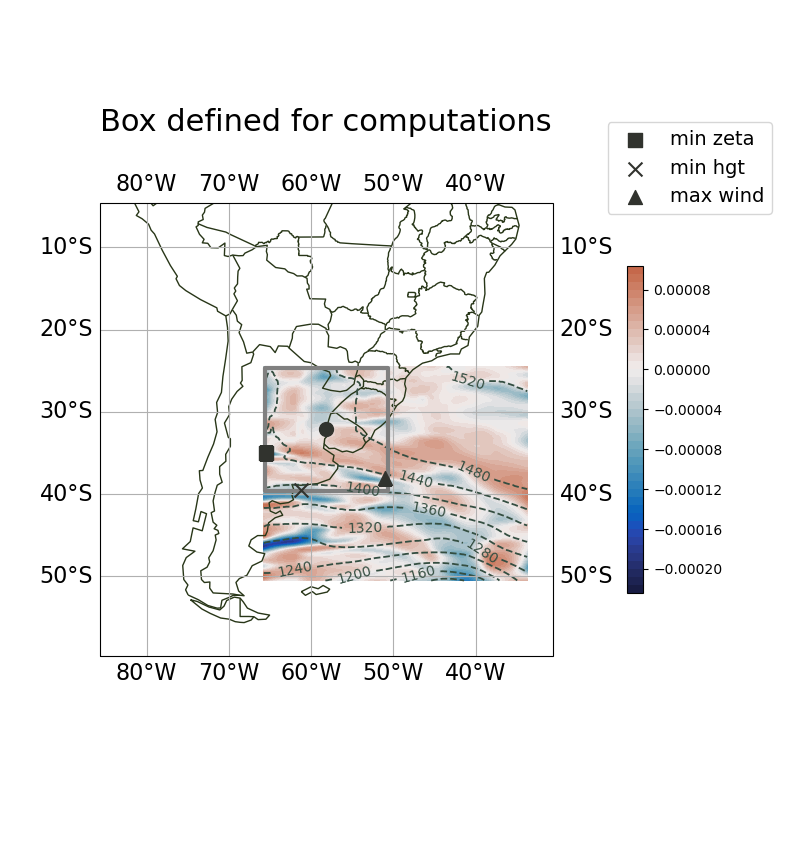 Box defined for computations
min zeta
min hgt
max wind
80°W 70°W 60°W 50°W 40°W
10°S 10°S
20°S 20°S
30°S 30°S
40°S 40°S
50°S 50°S
1520
1480
1440
1400
1360
1320
1280
1240
1200
1160
80°W 70°W 60°W 50°W 40°W
0.00008
0.00004
0.00000
−0.00004
−0.00008
−0.00012
−0.00016
−0.00020